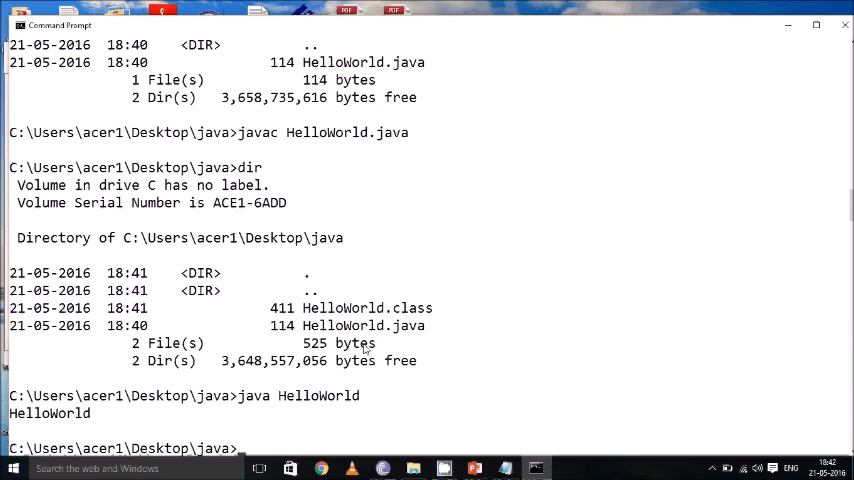 PDF PDF
Command Prompt
21-05-2016 18:40 <DIR> ..
21-05-2016 18:40 114 HelloWorld.java
1 File(s) 114 bytes
2 Dir(s) 3,658,735,616 bytes free
C:\Users\acer1\Desktop\java>javac HelloWorld.java
C:\Users\acer1\Desktop\java>dir
Volume in drive C has no label.
Volume Serial Number is ACE1-6ADD
Directory of C:\Users\acer1\Desktop\java
21-05-2016 18:41 <DIR> .
21-05-2016 18:41 <DIR> ..
21-05-2016 18:41 411 HelloWorld.class
21-05-2016 18:40 114 HelloWorld.java
2 File(s) 525 bytes
2 Dir(s) 3,648,557,056 bytes free
C:\Users\acer1\Desktop\java>java HelloWorld
HelloWorld
C:\Users\acer1\Desktop\java>
Search the web and Windows
ENG
18:42
21-05-2016